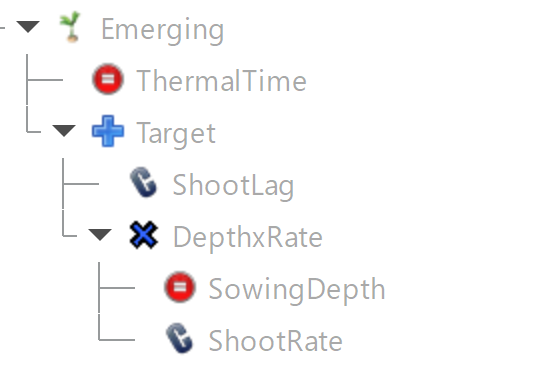 Emerging
ThermalTime
Target
ShootLag
DepthxRate
SowingDepth
ShootRate